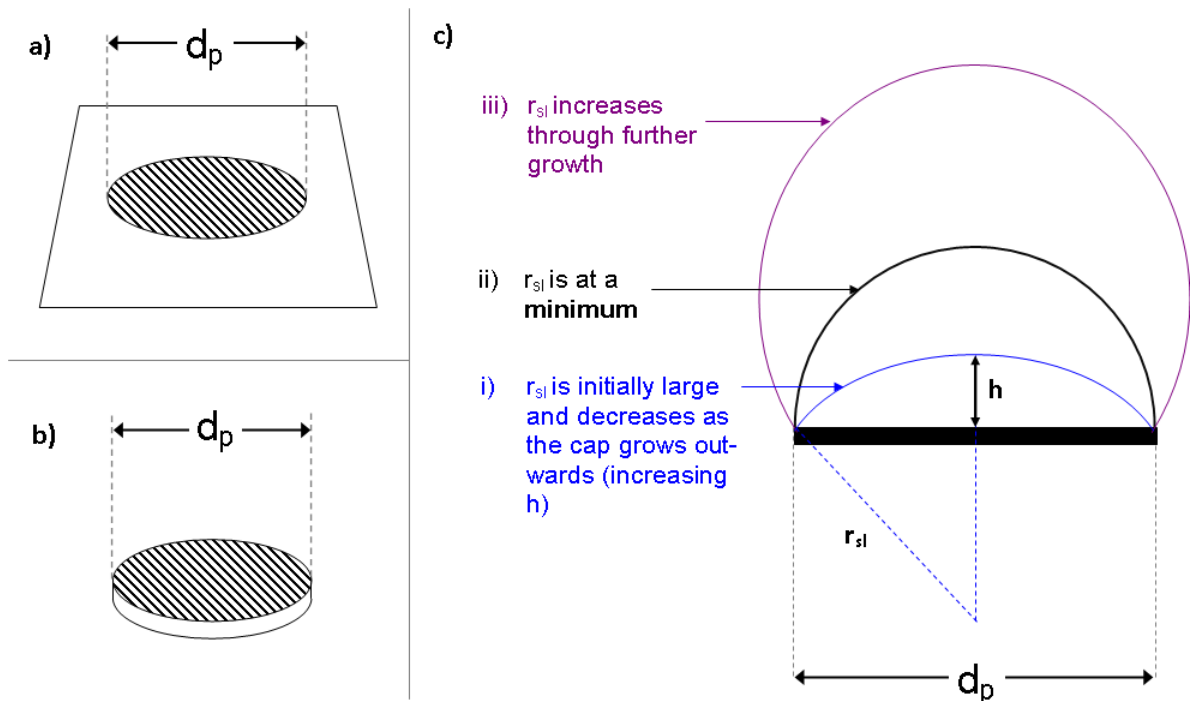 a)
dp
b)
dp
c)
iii) rsl increases
through further
growth
ii) rsl is at a
minimum
i) rsl is initially large
and decreases as
the cap grows out-
wards (increasing
h)
h
rsl
dp